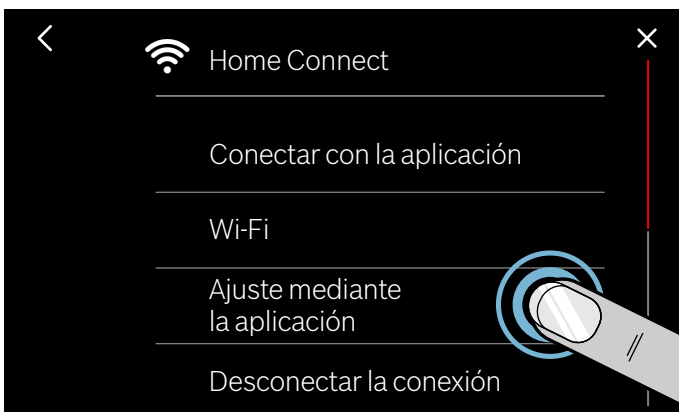 Home Connect
Conectar con la aplicación
Wi-Fi
Ajuste mediante
la aplicación
Desconectar la conexión